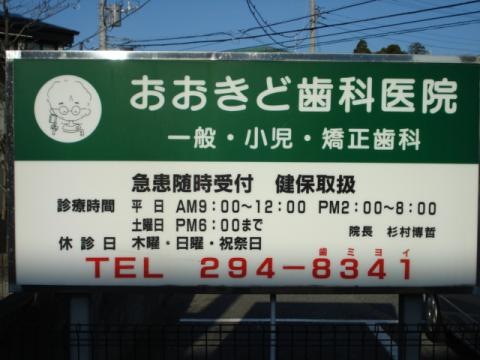 おおきど歯科医院
一般・小児・矯正歯科
急患随時受付　健保取扱
診療時間　平　日　AM9：00〜12：00　PM2：00〜8：00
土曜日　PM6：00まで
院長　杉村博哲
休診日　木曜・日曜・祝祭日
歯ミヨイ
TEL 294-8341